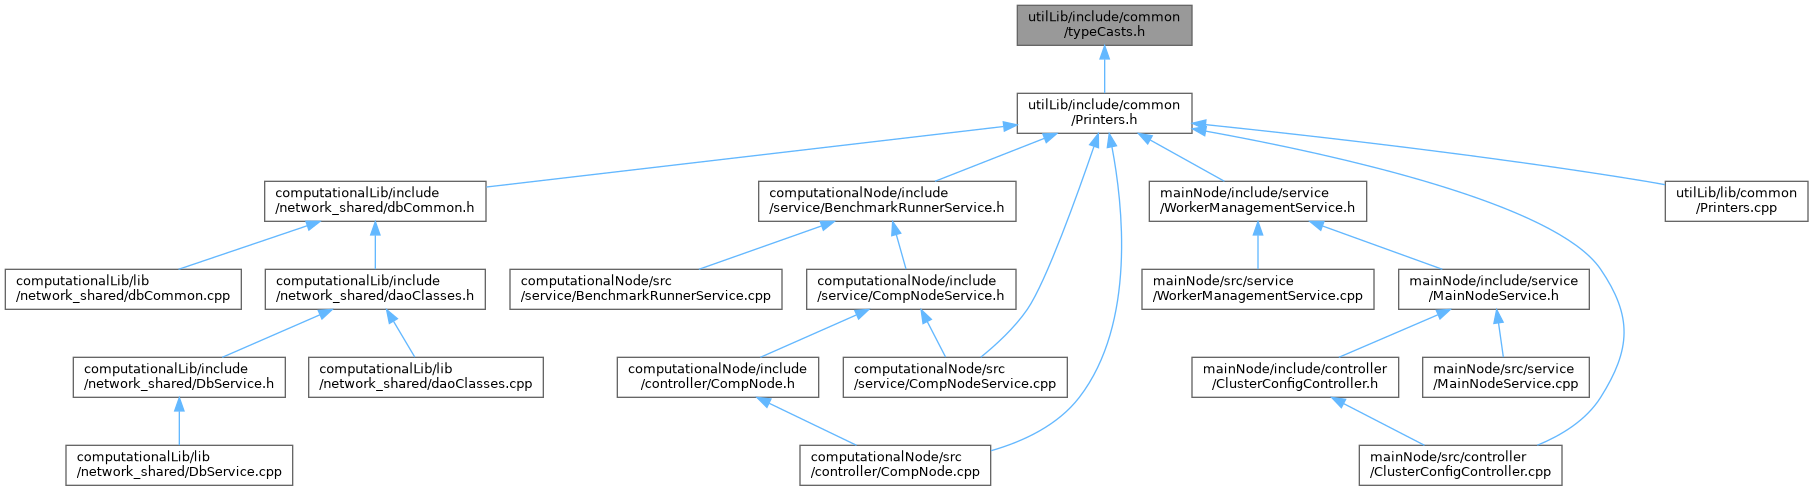 utilLib/include/common
/typeCasts.h
utilLib/include/common
/Printers.h
computationalLib/include
/network_shared/dbCommon.h
computationalNode/include
/service/BenchmarkRunnerService.h
mainNode/include/service
/WorkerManagementService.h
utilLib/lib/common
/Printers.cpp
computationalLib/lib
/network_shared/dbCommon.cpp
computationalLib/include
/network_shared/daoClasses.h
computationalNode/src
/service/BenchmarkRunnerService.cpp
computationalNode/include
/service/CompNodeService.h
mainNode/src/service
/WorkerManagementService.cpp
mainNode/include/service
/MainNodeService.h
computationalLib/include
/network_shared/DbService.h
computationalLib/lib
/network_shared/daoClasses.cpp
computationalNode/include
/controller/CompNode.h
computationalNode/src
/service/CompNodeService.cpp
mainNode/include/controller
/ClusterConfigController.h
mainNode/src/service
/MainNodeService.cpp
computationalLib/lib
/network_shared/DbService.cpp
computationalNode/src
/controller/CompNode.cpp
mainNode/src/controller
/ClusterConfigController.cpp